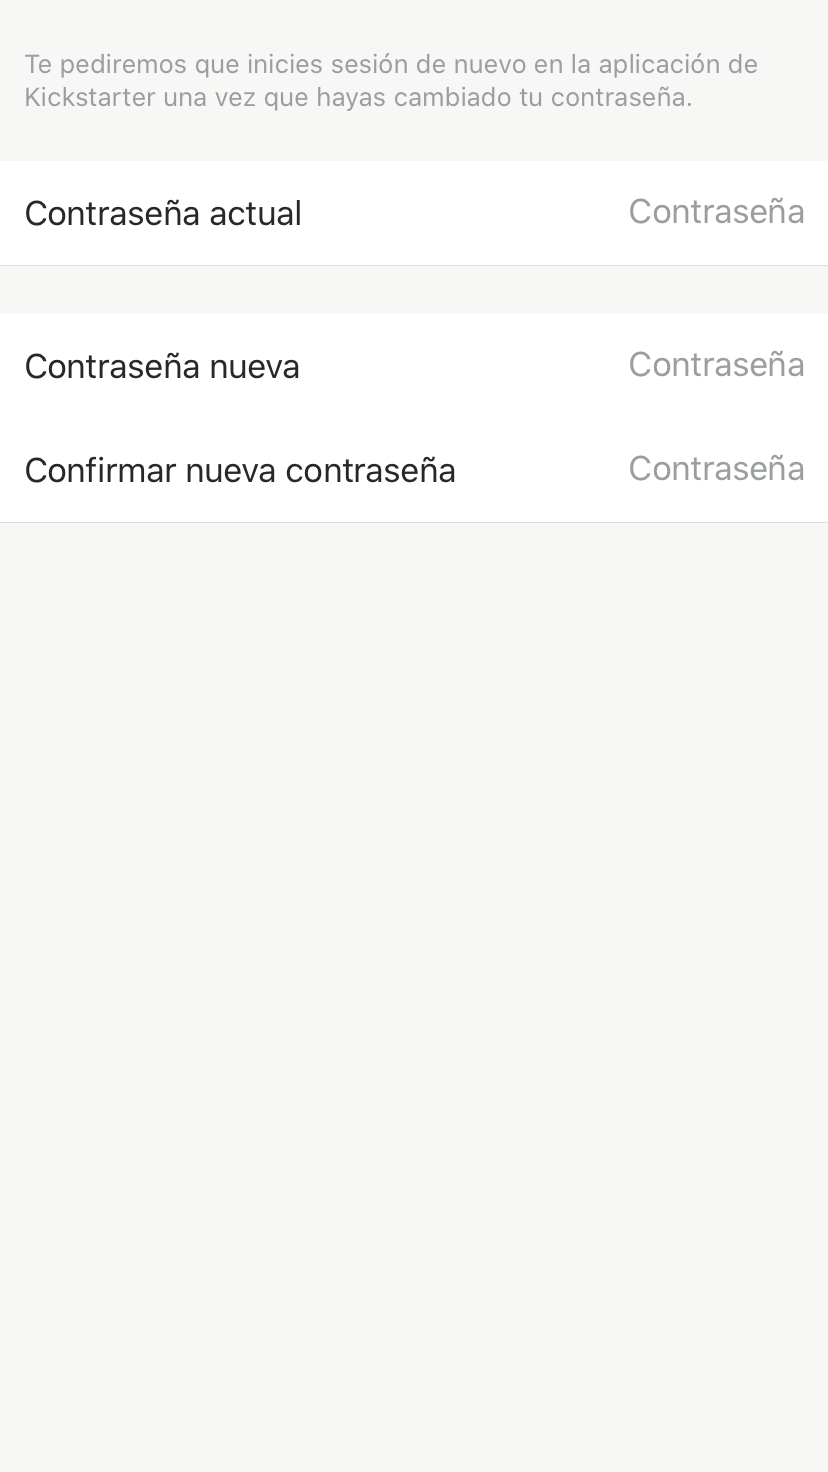 Te pediremos que inicies sesión de nuevo en la aplicación de
Kickstarter una vez que hayas cambiado tu contraseña.
Contraseña actual Contraseña
Contraseña nueva Contraseña
Confirmar nueva contraseña Contraseña